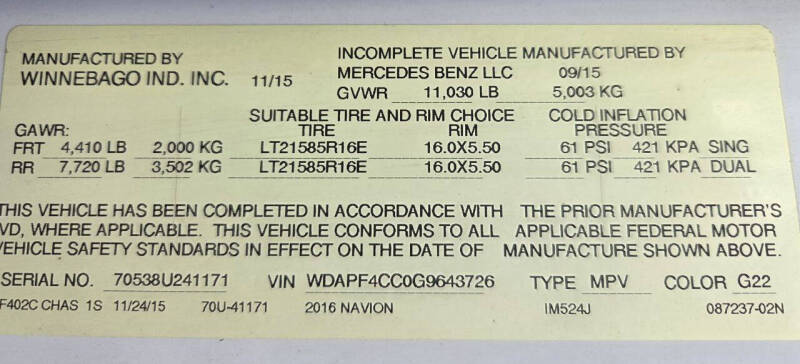 MANUFACTURED BY
WINNEBAGO IND. INC. 11/15
INCOMPLETE VEHICLE MANUFACTURED BY
MERCEDES BENZ LLC 09/15
GVWR 11,030 LB 5,003 KG
SUITABLE TIRE AND RIM CHOICE COLD INFLATION
GAWR: TIRE RIM PRESSURE
FRT 4,410 LB 2,000 KG LT21585R16E 16.0X5.50 61 PSI 421 KPA SING
RR 7,720 LB 3,502 KG LT21585R16E 16.0X5.50 61 PSI 421 KPA DUAL
THIS VEHICLE HAS BEEN COMPLETED IN ACCORDANCE WITH THE PRIOR MANUFACTURER'S
VD, WHERE APPLICABLE. THIS VEHICLE CONFORMS TO ALL APPLICABLE FEDERAL MOTOR
VEHICLE SAFETY STANDARDS IN EFFECT ON THE DATE OF MANUFACTURE SHOWN ABOVE.
SERIAL NO. 70538U241171 VIN WDAPF4CC0G9643726 TYPE MPV COLOR G22
F402C CHAS 1S 11/24/15 70U-41171 2016 NAVION IM524J 087237-02N